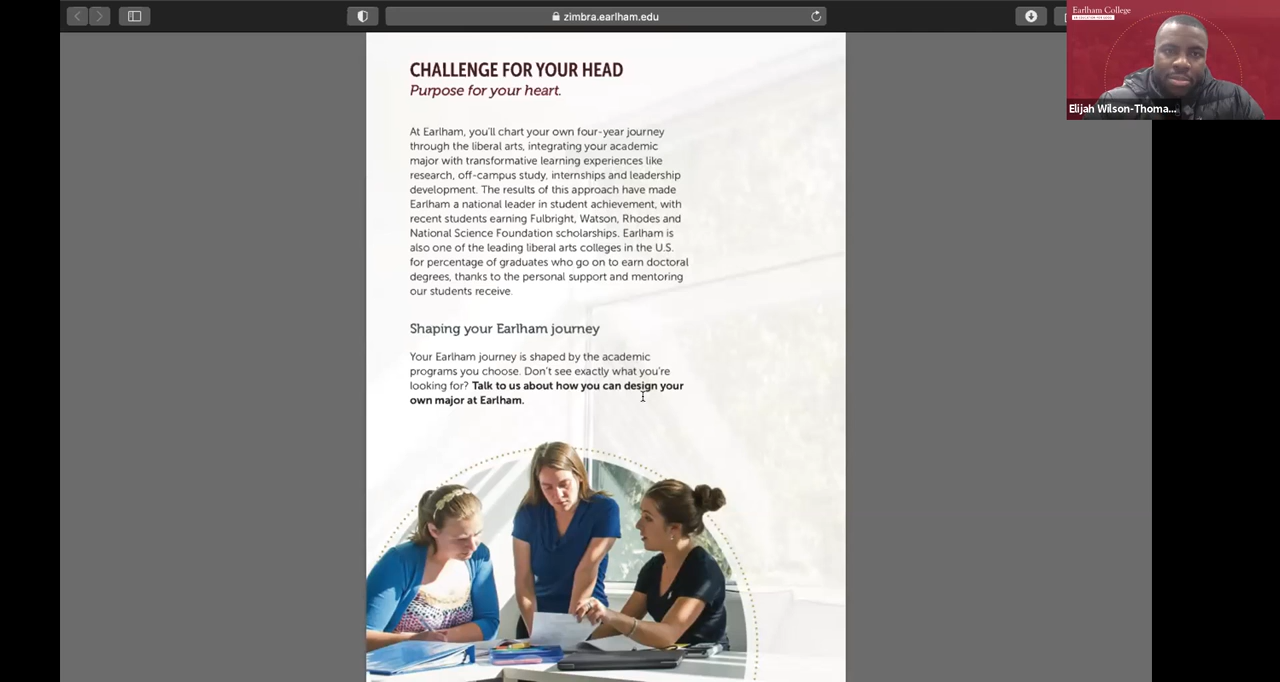 zimbra.earlham.edu
Earlham College
Elijah Wilson-Thoma...
CHALLENGE FOR YOUR HEAD
Purpose for your heart.
At Earlham, you'll chart your own four-year journey
through the liberal arts, integrating your academic
major with transformative learning experiences like
research, off-campus study, internships and leadership
development. The results of this approach have made
Earlham a national leader in student achievement, with
recent students earning Fulbright, Watson, Rhodes and
National Science Foundation scholarships. Earlham is
also one of the leading liberal arts colleges in the U.S.
for percentage of graduates who go on to earn doctoral
degrees, thanks to the personal support and mentoring
our students receive.
Shaping your Earlham journey
Your Earlham journey is shaped by the academic
programs you choose. Don't see exactly what you're
looking for? Talk to us about how you can design your
own major at Earlham.